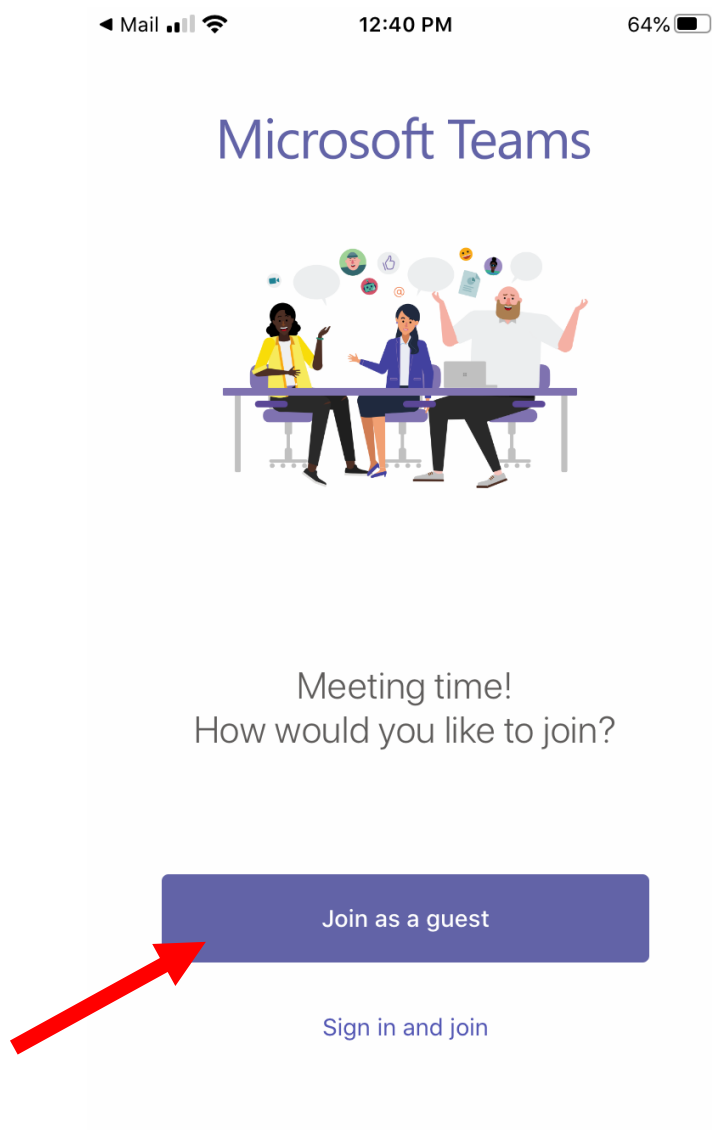 ◀ Mail 12:40 PM 64%
Microsoft Teams
@
Meeting time!
How would you like to join?
Join as a guest
Sign in and join